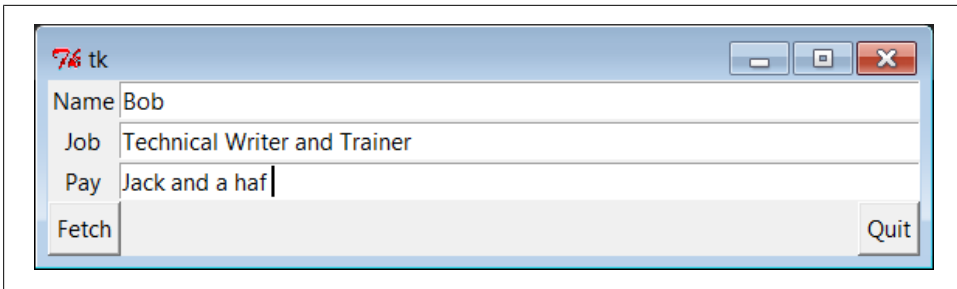 tk
Name Bob
Job Technical Writer and Trainer
Pay Jack and a haf
Fetch Quit